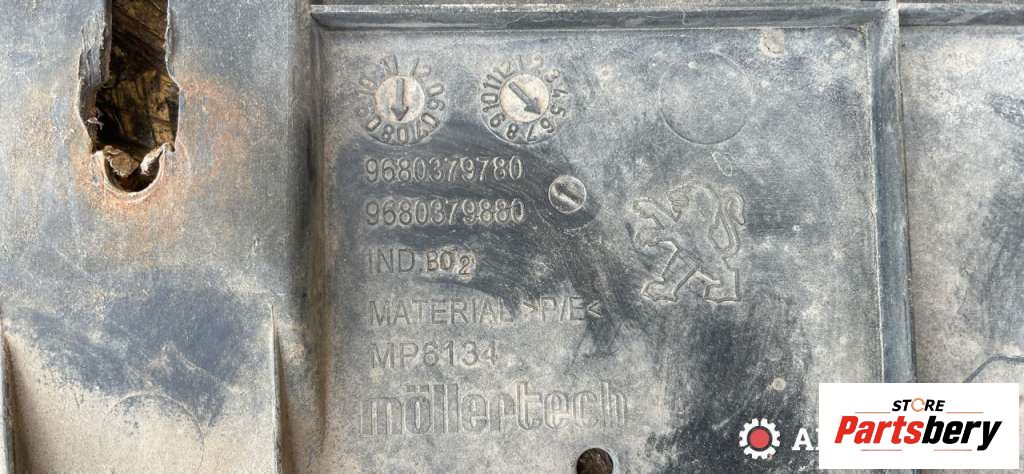 9680379780
9680379880
IND.B02
MATERIAL >P/E<
MP6134
möllertech
STORE
Partsbery